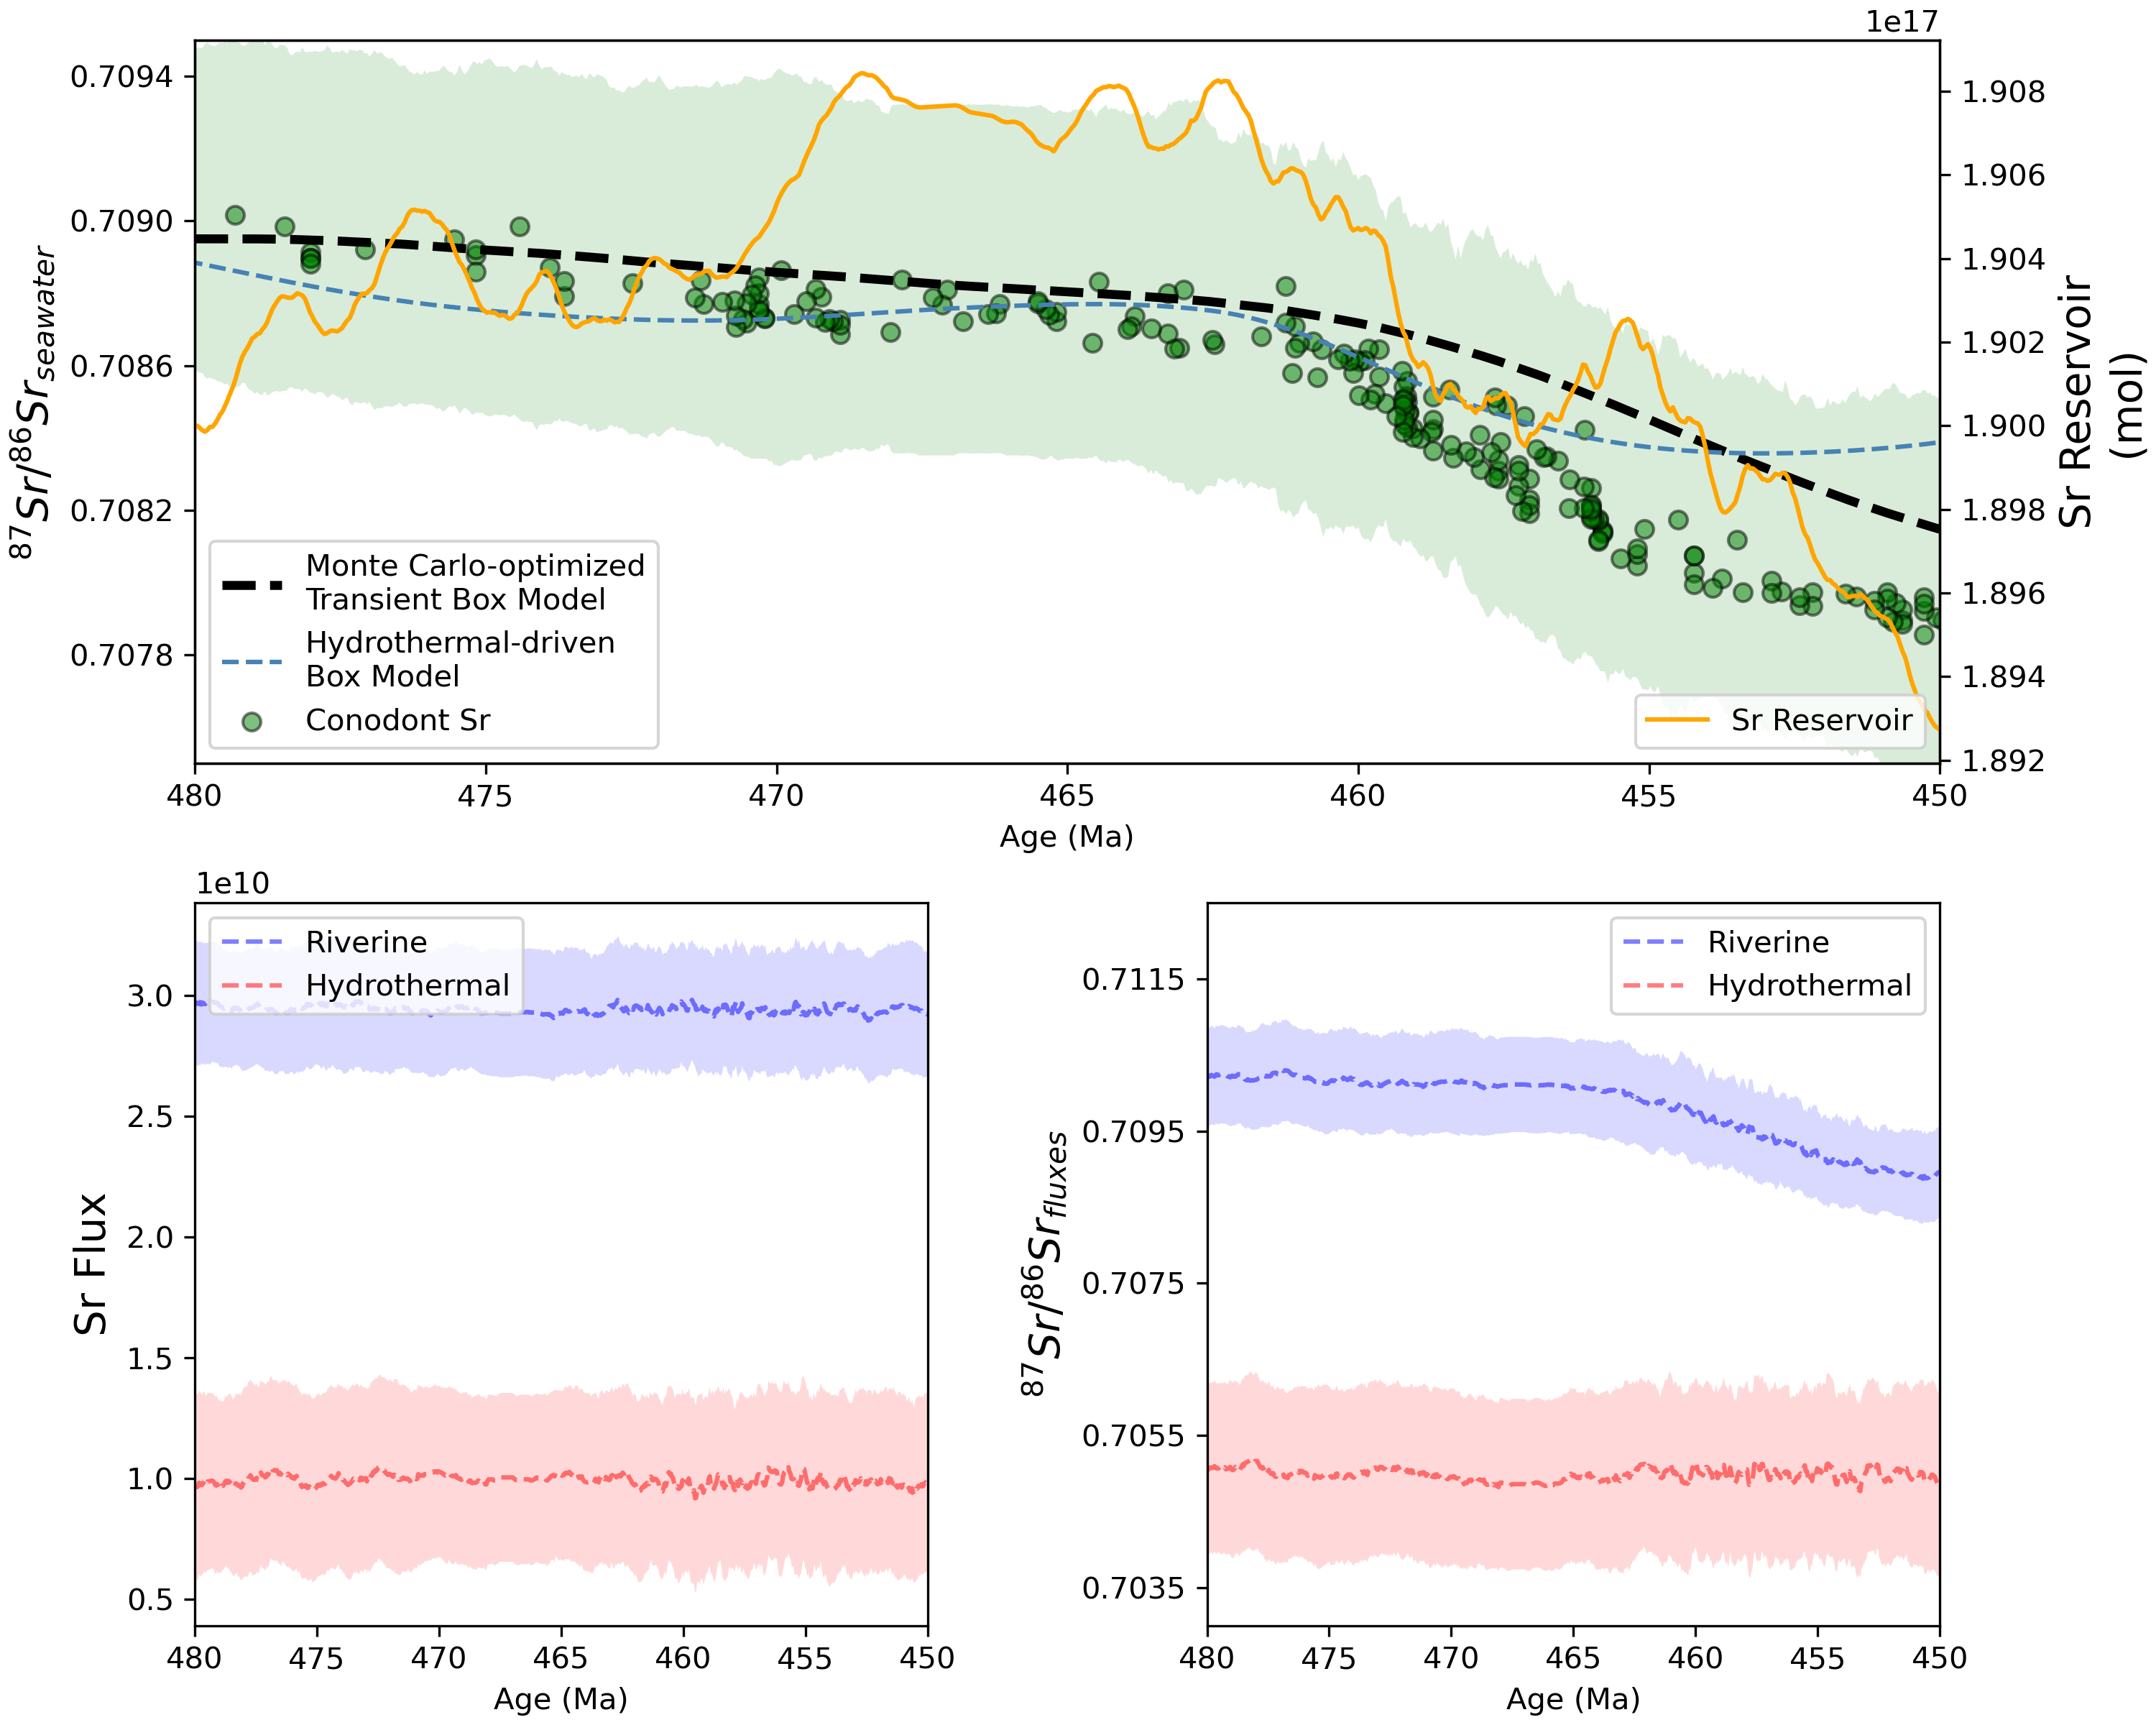 1e17
0.7094
0.7090
0.7086
0.7082
0.7078
87Sr/86Sr seawater
1.908
1.906
1.904
1.902
1.900
1.898
1.896
1.894
1.892
Sr Reservoir
(mol)
Monte Carlo-optimized
Transient Box Model
Hydrothermal-driven
Box Model
Conodont Sr
Sr Reservoir
480 475 470 465 460 455 450
Age (Ma)
1e10
Riverine
Hydrothermal
3.0
2.5
2.0
1.5
1.0
0.5
Sr Flux
480 475 470 465 460 455 450
Age (Ma)
Riverine
Hydrothermal
0.7115
0.7095
0.7075
0.7055
0.7035
87Sr/86Sr fluxes
480 475 470 465 460 455 450
Age (Ma)